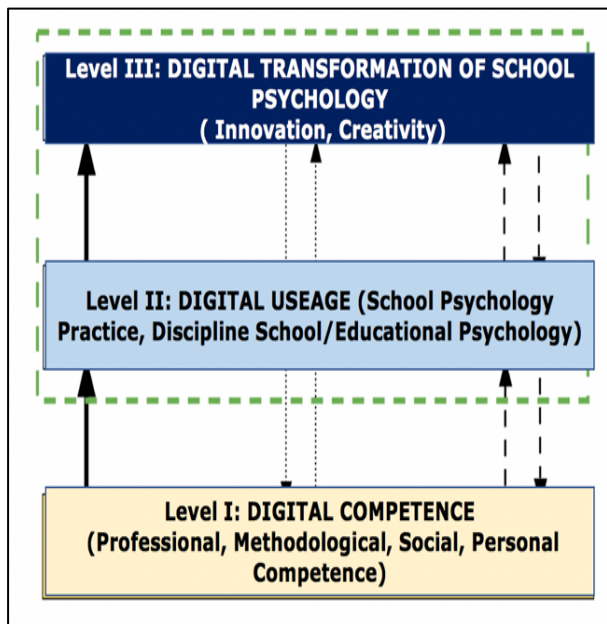 Level III: DIGITAL TRANSFORMATION OF SCHOOL
PSYCHOLOGY
( Innovation, Creativity)
Level II: DIGITAL USEAGE (School Psychology
Practice, Discipline School/Educational Psychology)
Level I: DIGITAL COMPETENCE
(Professional, Methodological, Social, Personal
Competence)